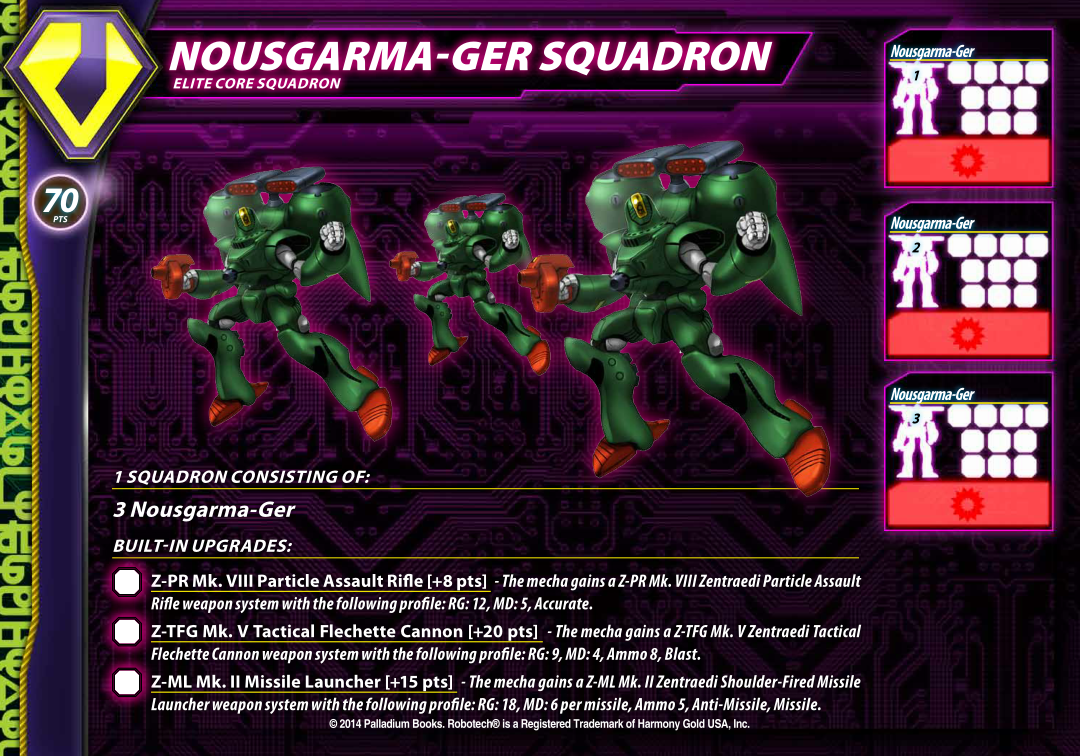 NOUSGARMA-GER SQUADRON
ELITE CORE SQUADRON
70
PTS
Nousgarma-Ger
1
Nousgarma-Ger
2
Nousgarma-Ger
3
1 SQUADRON CONSISTING OF:
3 Nousgarma-Ger
BUILT-IN UPGRADES:
Z-PR Mk. VIII Particle Assault Rifle [+8 pts] - The mecha gains a Z-PR Mk. VIII Zentraedi Particle Assault
Rifle weapon system with the following profile: RG: 12, MD: 5, Accurate.
Z-TFG Mk. V Tactical Flechette Cannon [+20 pts] - The mecha gains a Z-TFG Mk. V Zentraedi Tactical
Flechette Cannon weapon system with the following profile: RG: 9, MD: 4, Ammo 8, Blast.
Z-ML Mk. II Missile Launcher [+15 pts] - The mecha gains a Z-ML Mk. II Zentraedi Shoulder-Fired Missile
Launcher weapon system with the following profile: RG: 18, MD: 6 per missile, Ammo 5, Anti-Missile, Missile.
© 2014 Palladium Books. Robotech® is a Registered Trademark of Harmony Gold USA, Inc.